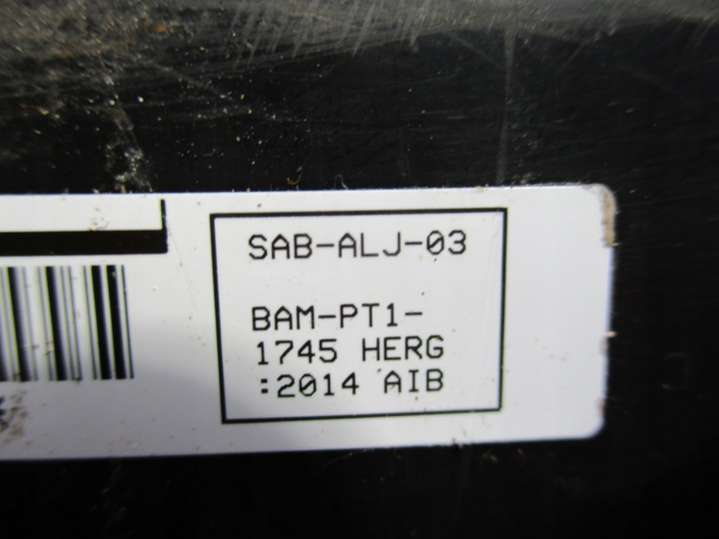 SAB-ALJ-03
BAM-PT1-
1745 HERG
:2014 AIB